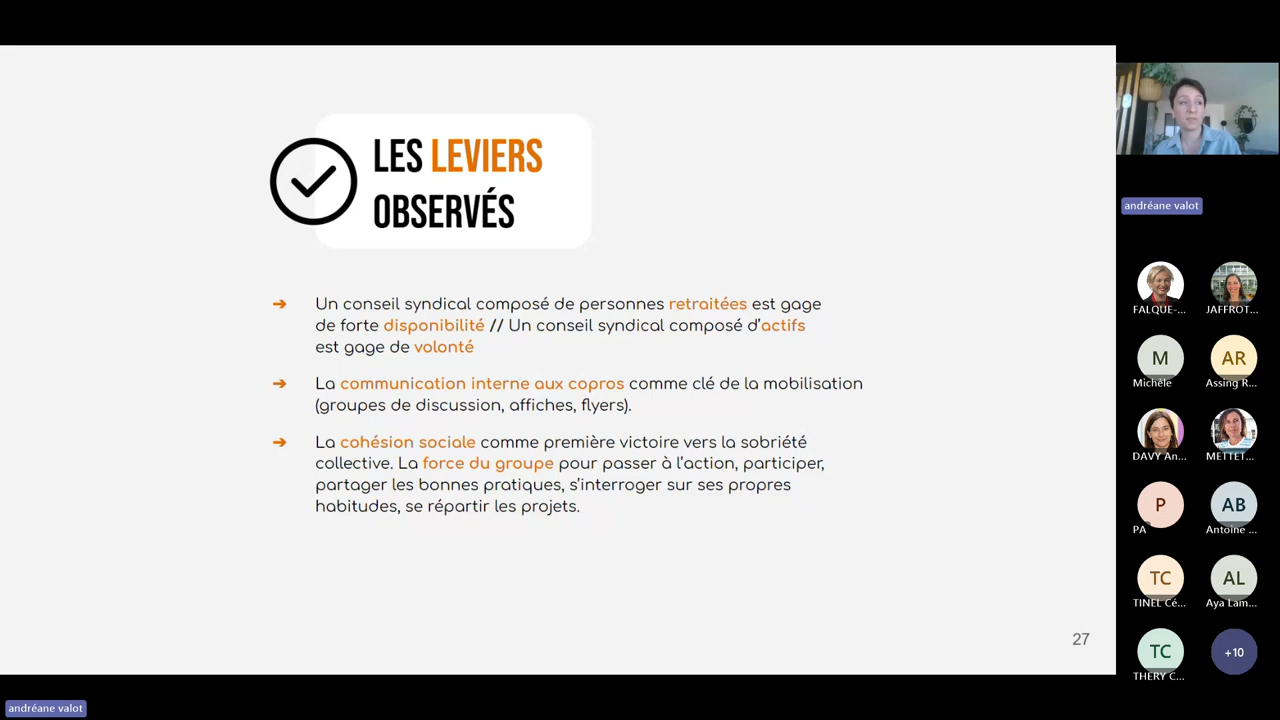 LES LEVIERS
OBSERVÉS
➔ Un conseil syndical composé de personnes retraitées est gage
de forte disponibilité // Un conseil syndical composé d'actifs
est gage de volonté
➔ La communication interne aux copros comme clé de la mobilisation
(groupes de discussion, affiches, flyers).
➔ La cohésion sociale comme première victoire vers la sobriété
collective. La force du groupe pour passer à l'action, participer,
partager les bonnes pratiques, s'interroger sur ses propres
habitudes, se répartir les projets.
27
andréane valot
FALQUE-...
JAFFROT...
M
AR
Michèle
Assing R...
DAVY An...
METTET...
P
AB
PA
Antoine ...
TC
AL
TINEL Cé...
Aya Lam...
TC
+10
THERY C...
andréane valot